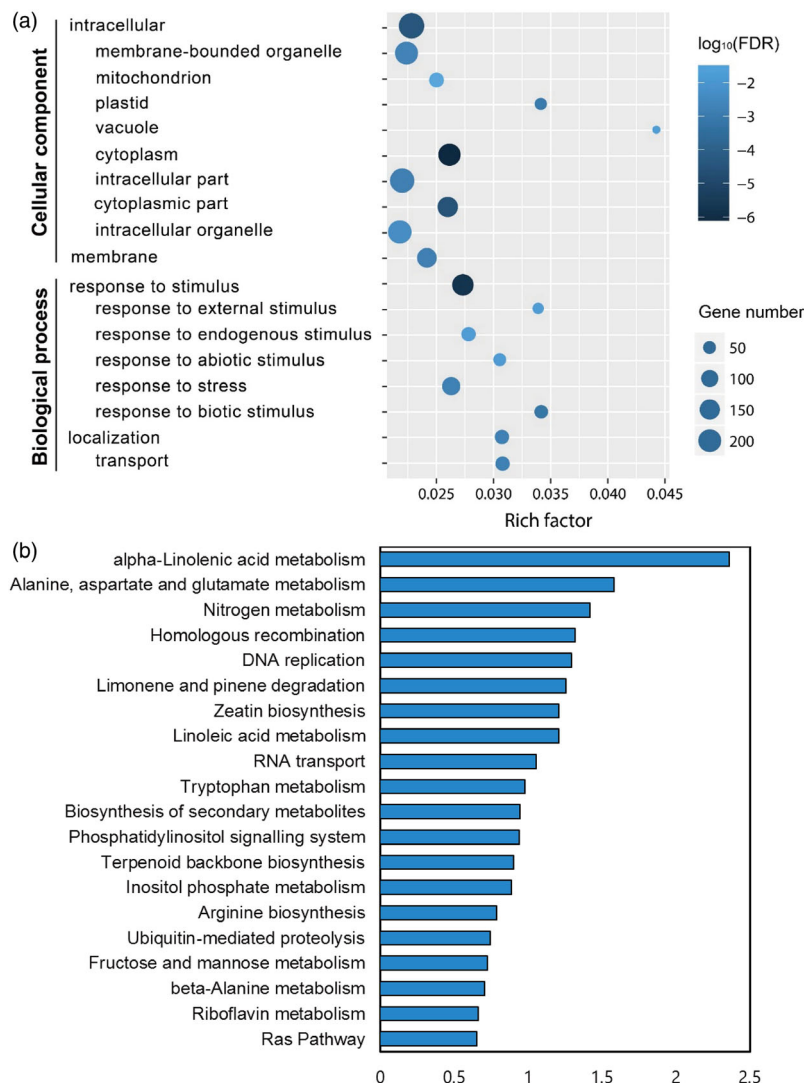 (a)
Cellular component
intracellular
membrane-bounded organelle
mitochondrion
plastid
vacuole
cytoplasm
intracellular part
cytoplasmic part
intracellular organelle
membrane
Biological process
response to stimulus
response to external stimulus
response to endogenous stimulus
response to abiotic stimulus
response to stress
response to biotic stimulus
localization
transport
0.025 0.030 0.035 0.040 0.045
Rich factor
log₁₀(FDR)
−2
−3
−4
−5
−6
Gene number
50
100
150
200
(b)
alpha-Linolenic acid metabolism
Alanine, aspartate and glutamate metabolism
Nitrogen metabolism
Homologous recombination
DNA replication
Limonene and pinene degradation
Zeatin biosynthesis
Linoleic acid metabolism
RNA transport
Tryptophan metabolism
Biosynthesis of secondary metabolites
Phosphatidylinositol signalling system
Terpenoid backbone biosynthesis
Inositol phosphate metabolism
Arginine biosynthesis
Ubiquitin-mediated proteolysis
Fructose and mannose metabolism
beta-Alanine metabolism
Riboflavin metabolism
Ras Pathway
0 0.5 1 1.5 2 2.5